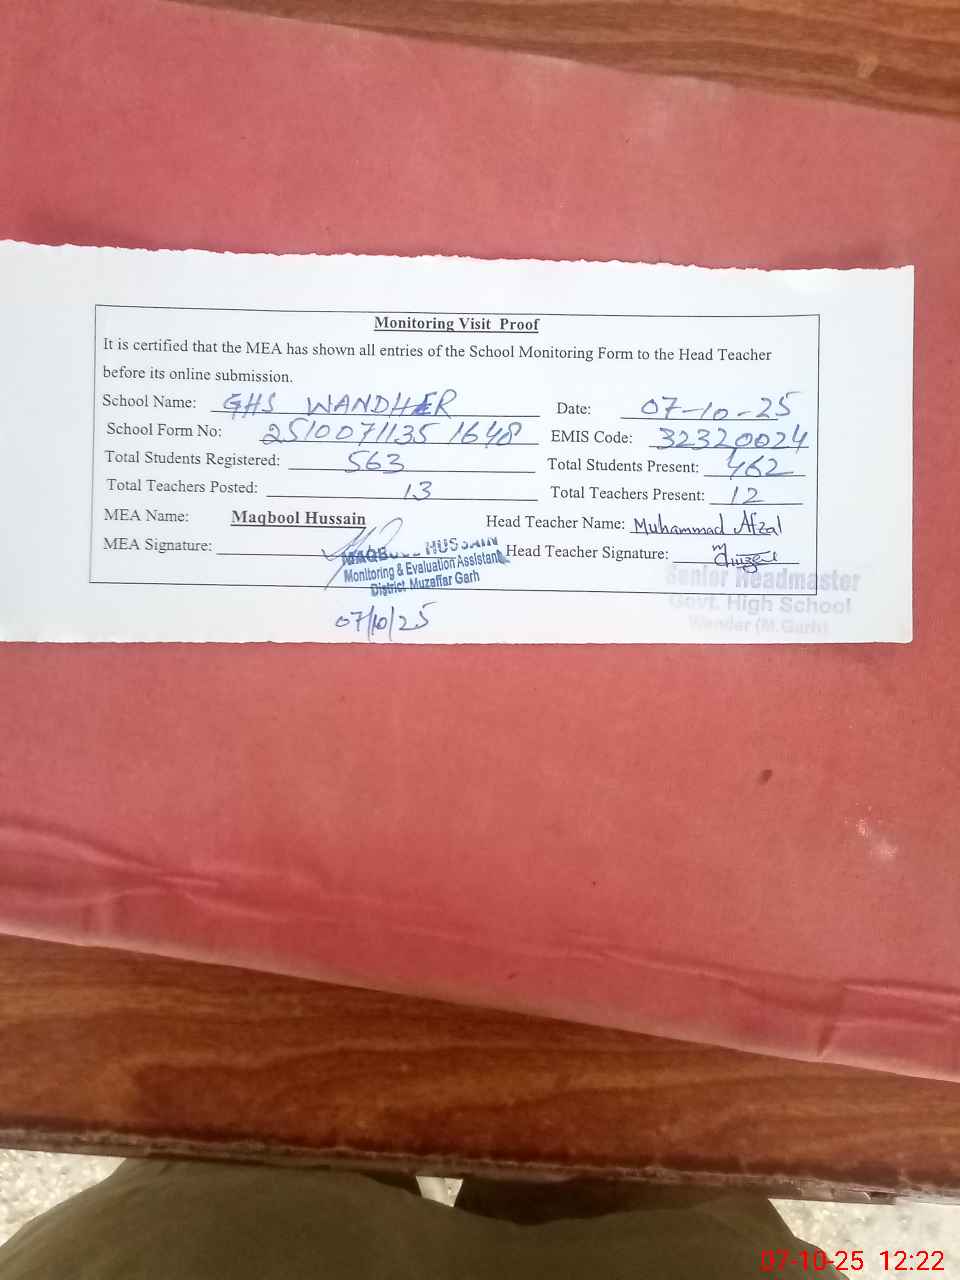 Monitoring Visit Proof
It is certified that the MEA has shown all entries of the School Monitoring Form to the Head Teacher
before its online submission.
School Name: GHS WANDHER Date: 07-10-25
School Form No: 2510071135 1648 EMIS Code: 32320024
Total Students Registered: 563 Total Students Present: 462
Total Teachers Posted: 13 Total Teachers Present: 12
MEA Name: Maqbool Hussain Head Teacher Name: Muhammad Afzal
MEA Signature: Head Teacher Signature:
MAQBOOL HUSSAIN
Monitoring & Evaluation Assistant
District Muzaffar Garh
07/10/25
Senior Headmaster
Govt. High School
Wander (M.Garh)
07-10-25 12:22